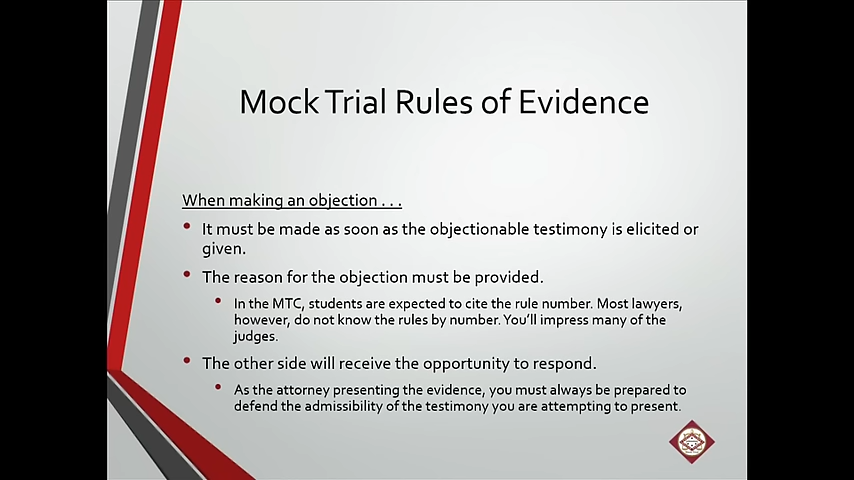 Mock Trial Rules of Evidence
When making an objection . . .
• It must be made as soon as the objectionable testimony is elicited or
given.
• The reason for the objection must be provided.
• In the MTC, students are expected to cite the rule number. Most lawyers,
however, do not know the rules by number. You'll impress many of the
judges.
• The other side will receive the opportunity to respond.
• As the attorney presenting the evidence, you must always be prepared to
defend the admissibility of the testimony you are attempting to present.